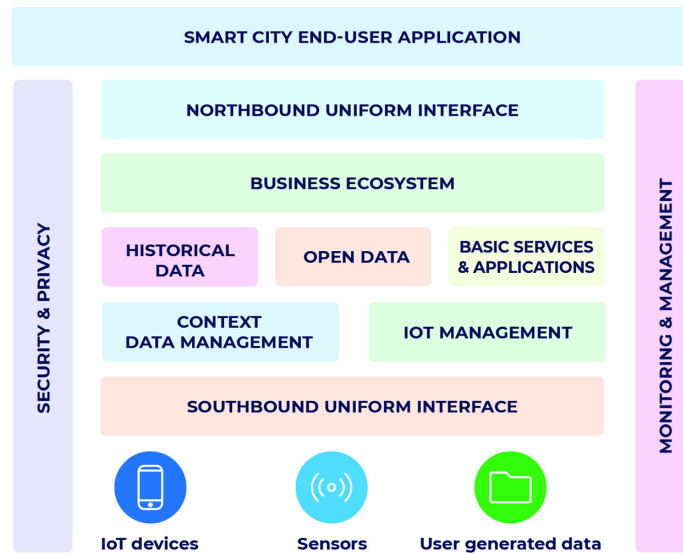 SMART CITY END-USER APPLICATION
SECURITY & PRIVACY
NORTHBOUND UNIFORM INTERFACE
BUSINESS ECOSYSTEM
HISTORICAL
DATA
OPEN DATA
BASIC SERVICES
& APPLICATIONS
CONTEXT
DATA MANAGEMENT
IOT MANAGEMENT
SOUTHBOUND UNIFORM INTERFACE
IoT devices
Sensors
User generated data
MONITORING & MANAGEMENT